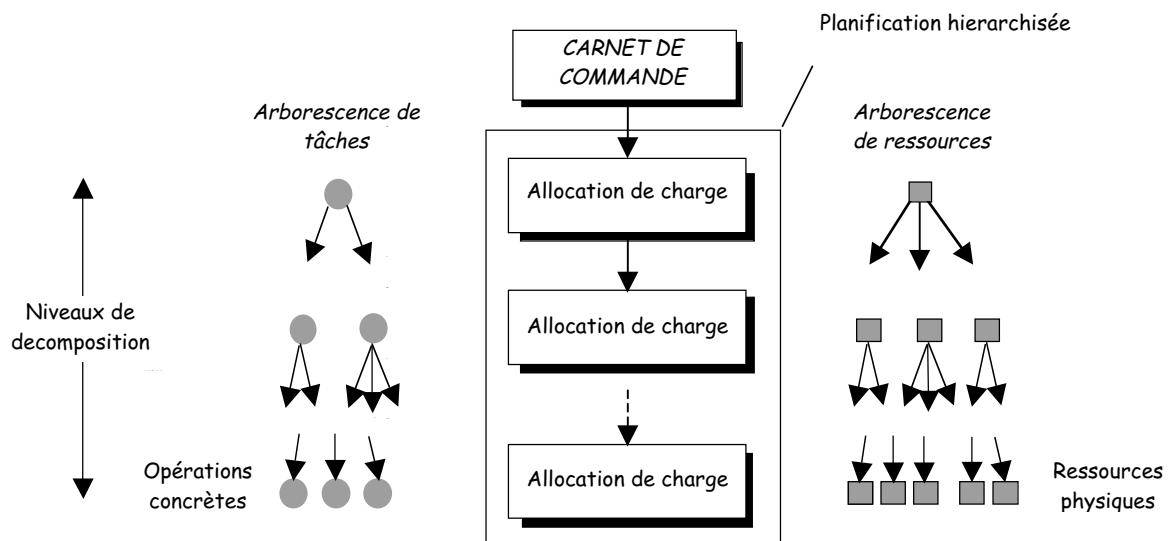 Planification hierarchisée
CARNET DE
COMMANDE
Arborescence de
tâches
Arborescence
de ressources
Allocation de charge
Niveaux de
decomposition
Allocation de charge
Opérations
concrètes
Allocation de charge
Ressources
physiques